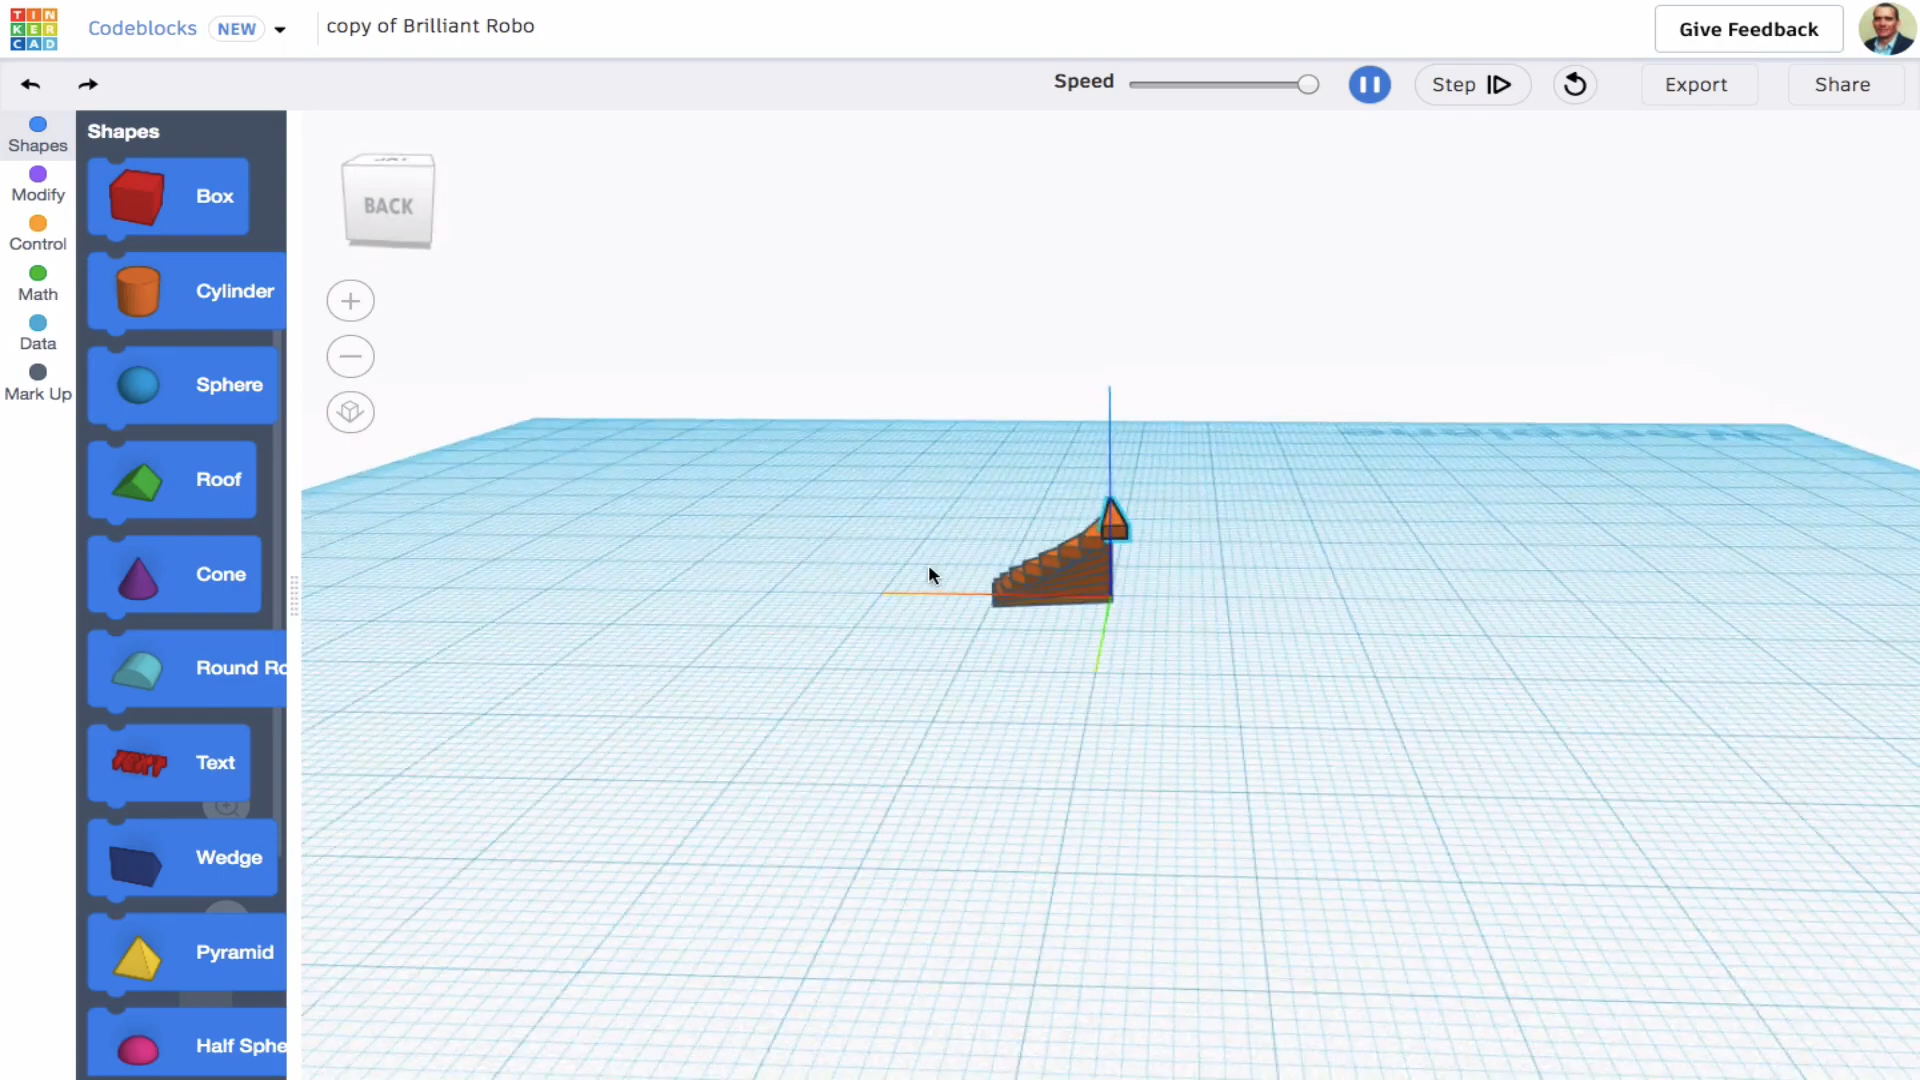 TIN
KER
CAD
Codeblocks NEW
copy of Brilliant Robo
Give Feedback
Speed
Step
Export
Share
Shapes
Modify
Control
Math
Data
Mark Up
Shapes
Box
Cylinder
Sphere
Roof
Cone
Round Ro
Text
Wedge
Pyramid
Half Sphe
BACK